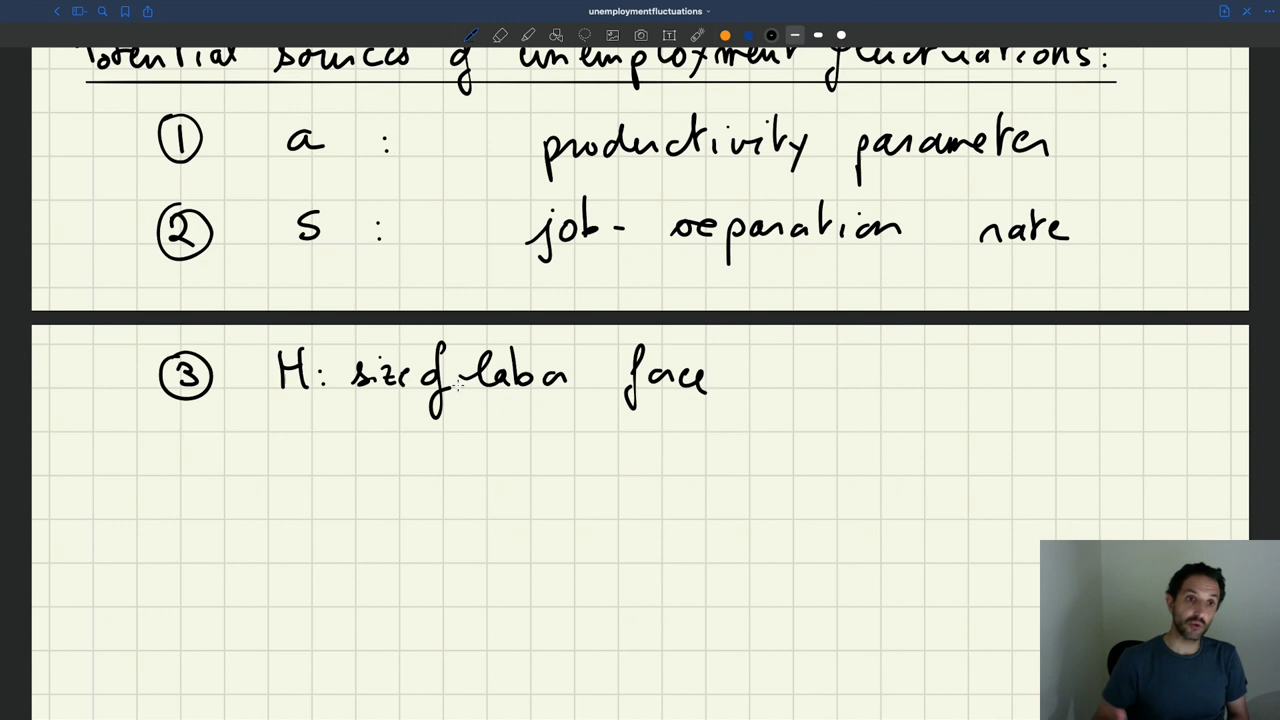 unemploymentfluctuations
Potential sources of unemployment fluctuations:
① a : productivity parameter
② s : job-separation rate
③ H: size of labor force